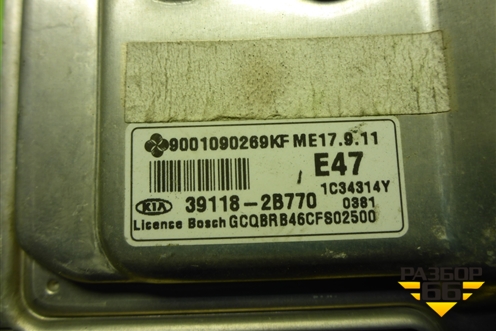 9001090269KF ME17.9.11
E47
1C34314Y
KIA 39118-2B770 0381
Licence Bosch GCQBRB46CFS02500
РАЗБОР
66